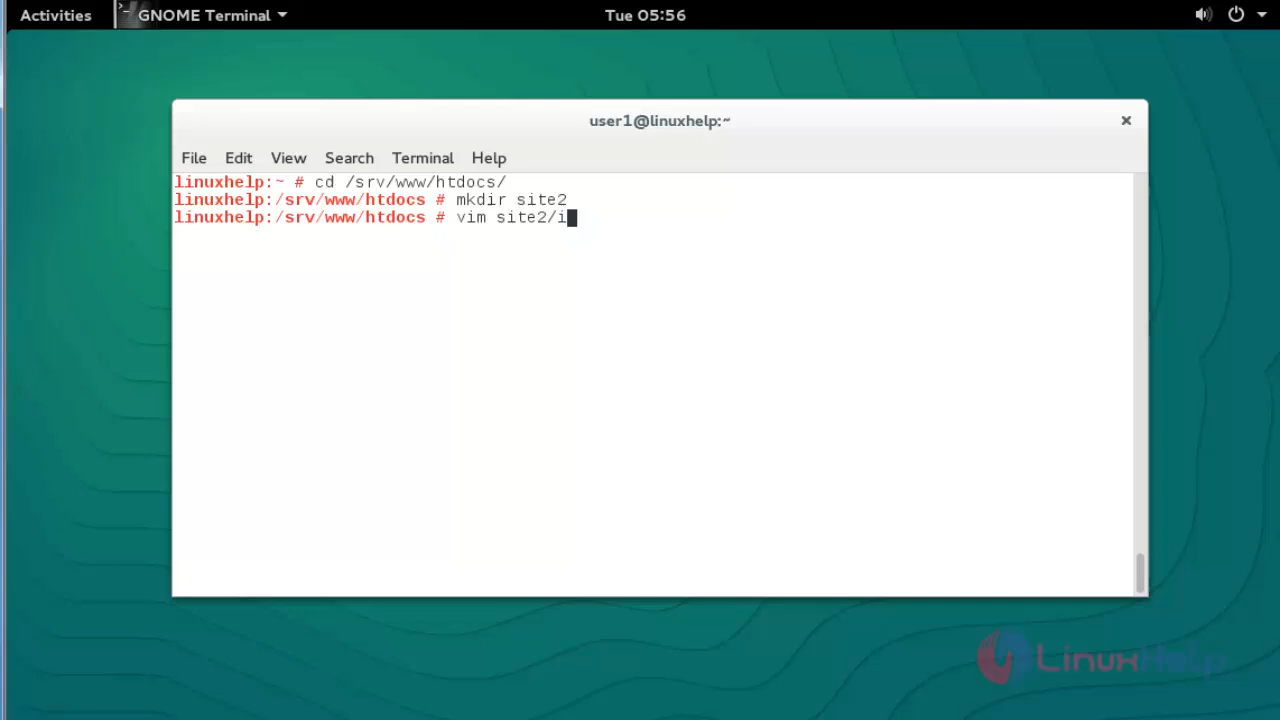 Activities GNOME Terminal Tue 05:56
user1@linuxhelp:~
File Edit View Search Terminal Help
linuxhelp:~ # cd /srv/www/htdocs/
linuxhelp:/srv/www/htdocs # mkdir site2
linuxhelp:/srv/www/htdocs # vim site2/i
LinuxHelp